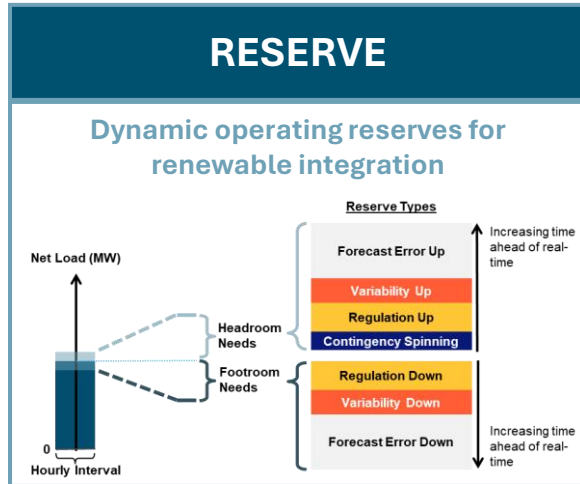 RESERVE
Dynamic operating reserves for
renewable integration
Reserve Types
Net Load (MW)
Headroom
Needs
Footroom
Needs
0
Hourly Interval
Forecast Error Up
Variability Up
Regulation Up
Contingency Spinning
Regulation Down
Variability Down
Forecast Error Down
Increasing time
ahead of real-
time
Increasing time
ahead of real-
time